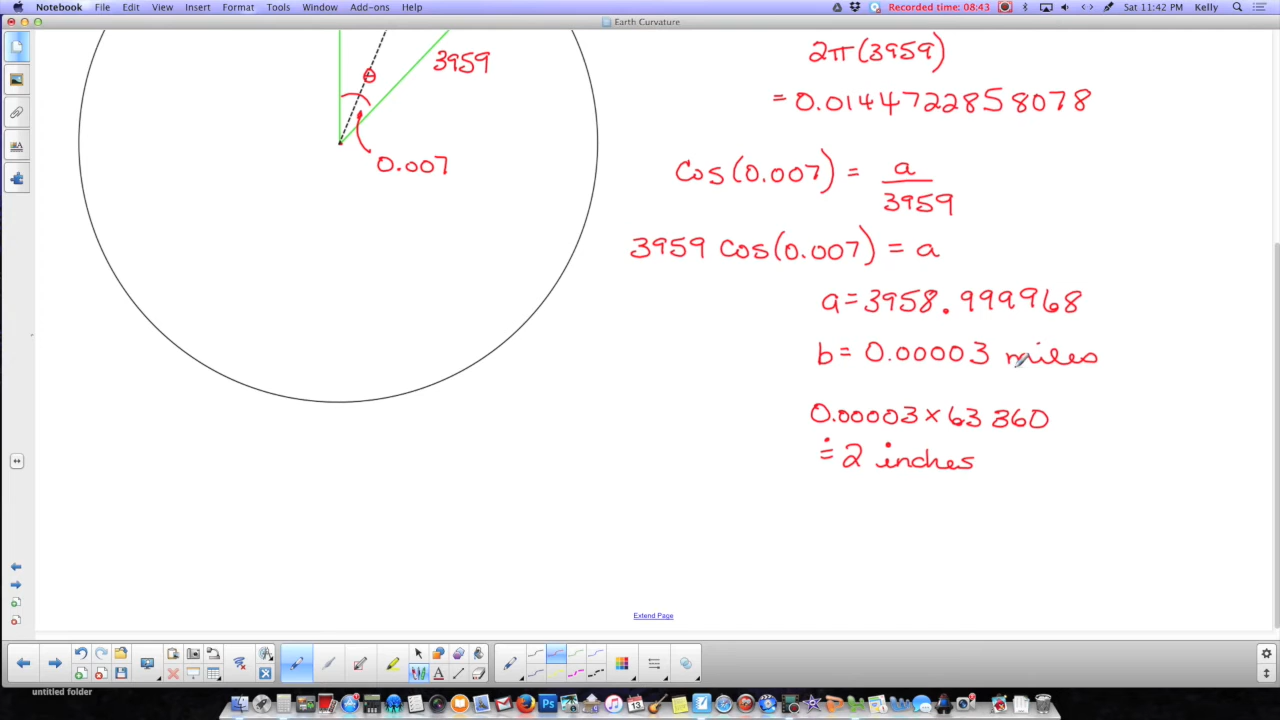 Notebook File Edit View Insert Format Tools Window Add-ons Help Recorded time: 08:43 Sat 11:42 PM Kelly
Earth Curvature
2π(3959)
3959
θ
= 0.0144722858078
0.007
Cos(0.007) = a
3959
3959 Cos(0.007) = a
a = 3958.999968
b = 0.00003 miles
0.00003 × 63 360
≐ 2 inches
Extend Page
untitled folder